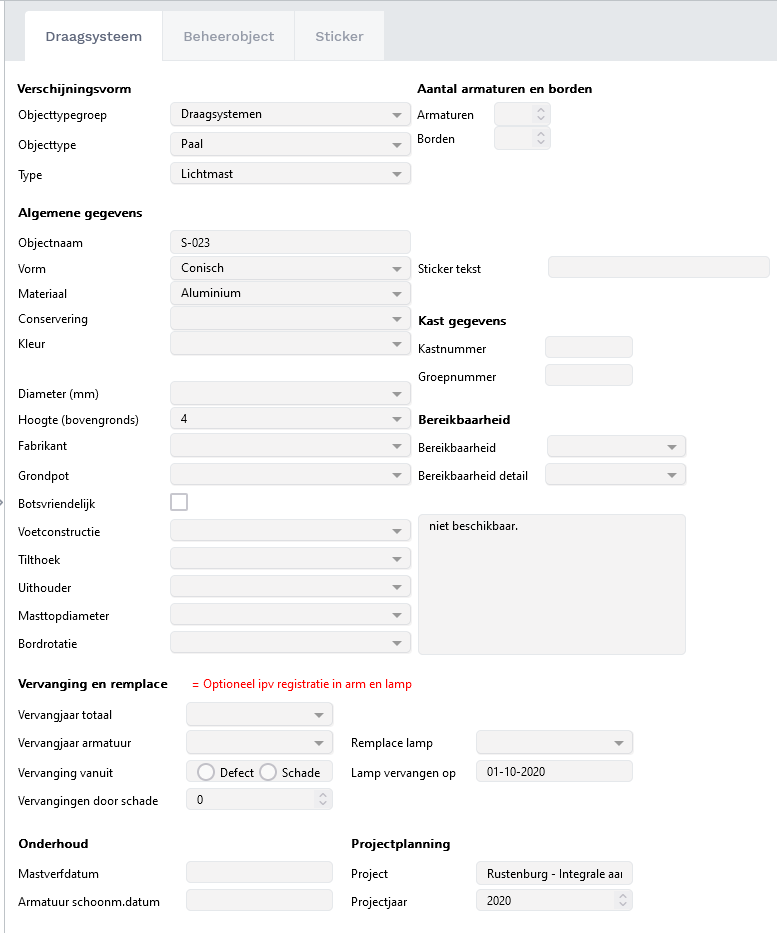 Draagsysteem
Beheerobject
Sticker
Verschijningsvorm
Objecttypegroep
Draagsystemen
Objecttype
Paal
Type
Lichtmast
Aantal armaturen en borden
Armaturen
Borden
Algemene gegevens
Objectnaam
S-023
Vorm
Conisch
Materiaal
Aluminium
Conservering
Kleur
Diameter (mm)
Hoogte (bovengronds)
4
Fabrikant
Grondpot
Botsvriendelijk
Voetconstructie
Tilthoek
Uithouder
Masttopdiameter
Bordrotatie
Sticker tekst
Kast gegevens
Kastnummer
Groepnummer
Bereikbaarheid
Bereikbaarheid
Bereikbaarheid detail
niet beschikbaar.
Vervanging en remplace
= Optioneel ipv registratie in arm en lamp
Vervangjaar totaal
Vervangjaar armatuur
Vervanging vanuit
Defect
Schade
Vervangingen door schade
0
Remplace lamp
Lamp vervangen op
01-10-2020
Onderhoud
Mastverfdatum
Armatuur schoonm.datum
Projectplanning
Project
Rustenburg - Integrale aa
Projectjaar
2020